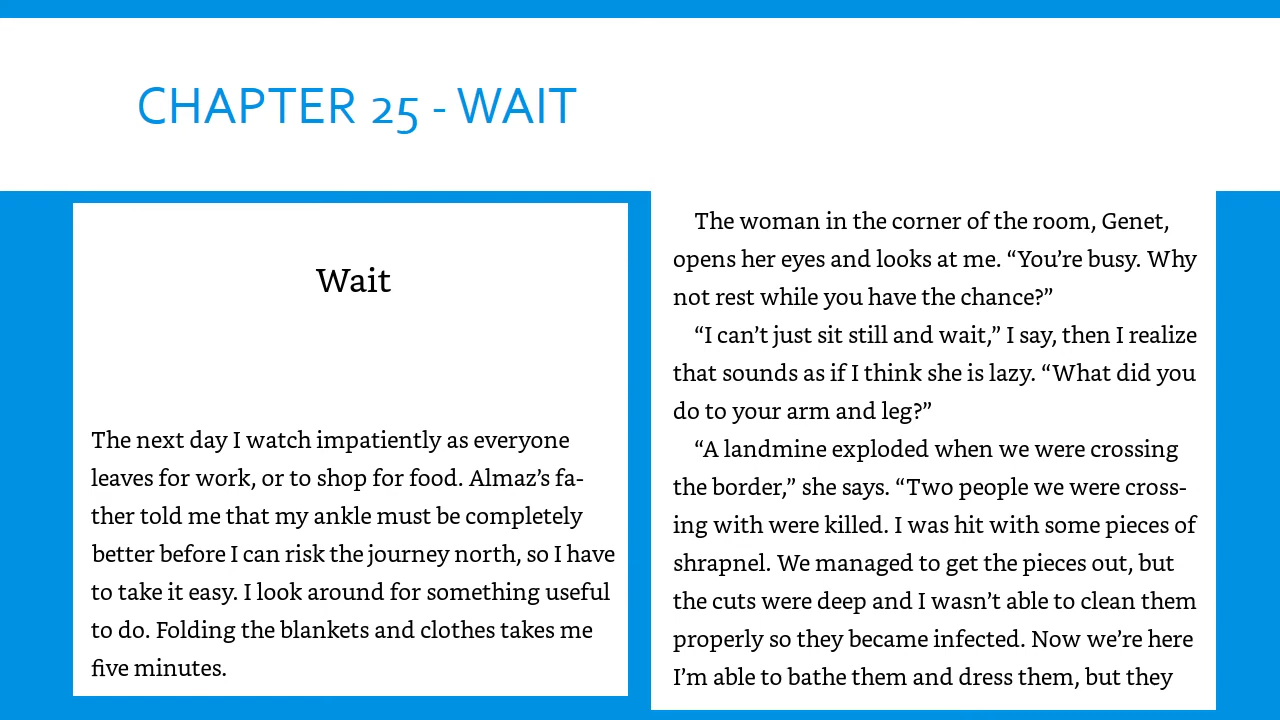 CHAPTER 25 - WAIT
Wait
The next day I watch impatiently as everyone
leaves for work, or to shop for food. Almaz’s fa-
ther told me that my ankle must be completely
better before I can risk the journey north, so I have
to take it easy. I look around for something useful
to do. Folding the blankets and clothes takes me
five minutes.
The woman in the corner of the room, Genet,
opens her eyes and looks at me. “You’re busy. Why
not rest while you have the chance?”
“I can’t just sit still and wait,” I say, then I realize
that sounds as if I think she is lazy. “What did you
do to your arm and leg?”
“A landmine exploded when we were crossing
the border,” she says. “Two people we were cross-
ing with were killed. I was hit with some pieces of
shrapnel. We managed to get the pieces out, but
the cuts were deep and I wasn’t able to clean them
properly so they became infected. Now we’re here
I’m able to bathe them and dress them, but they